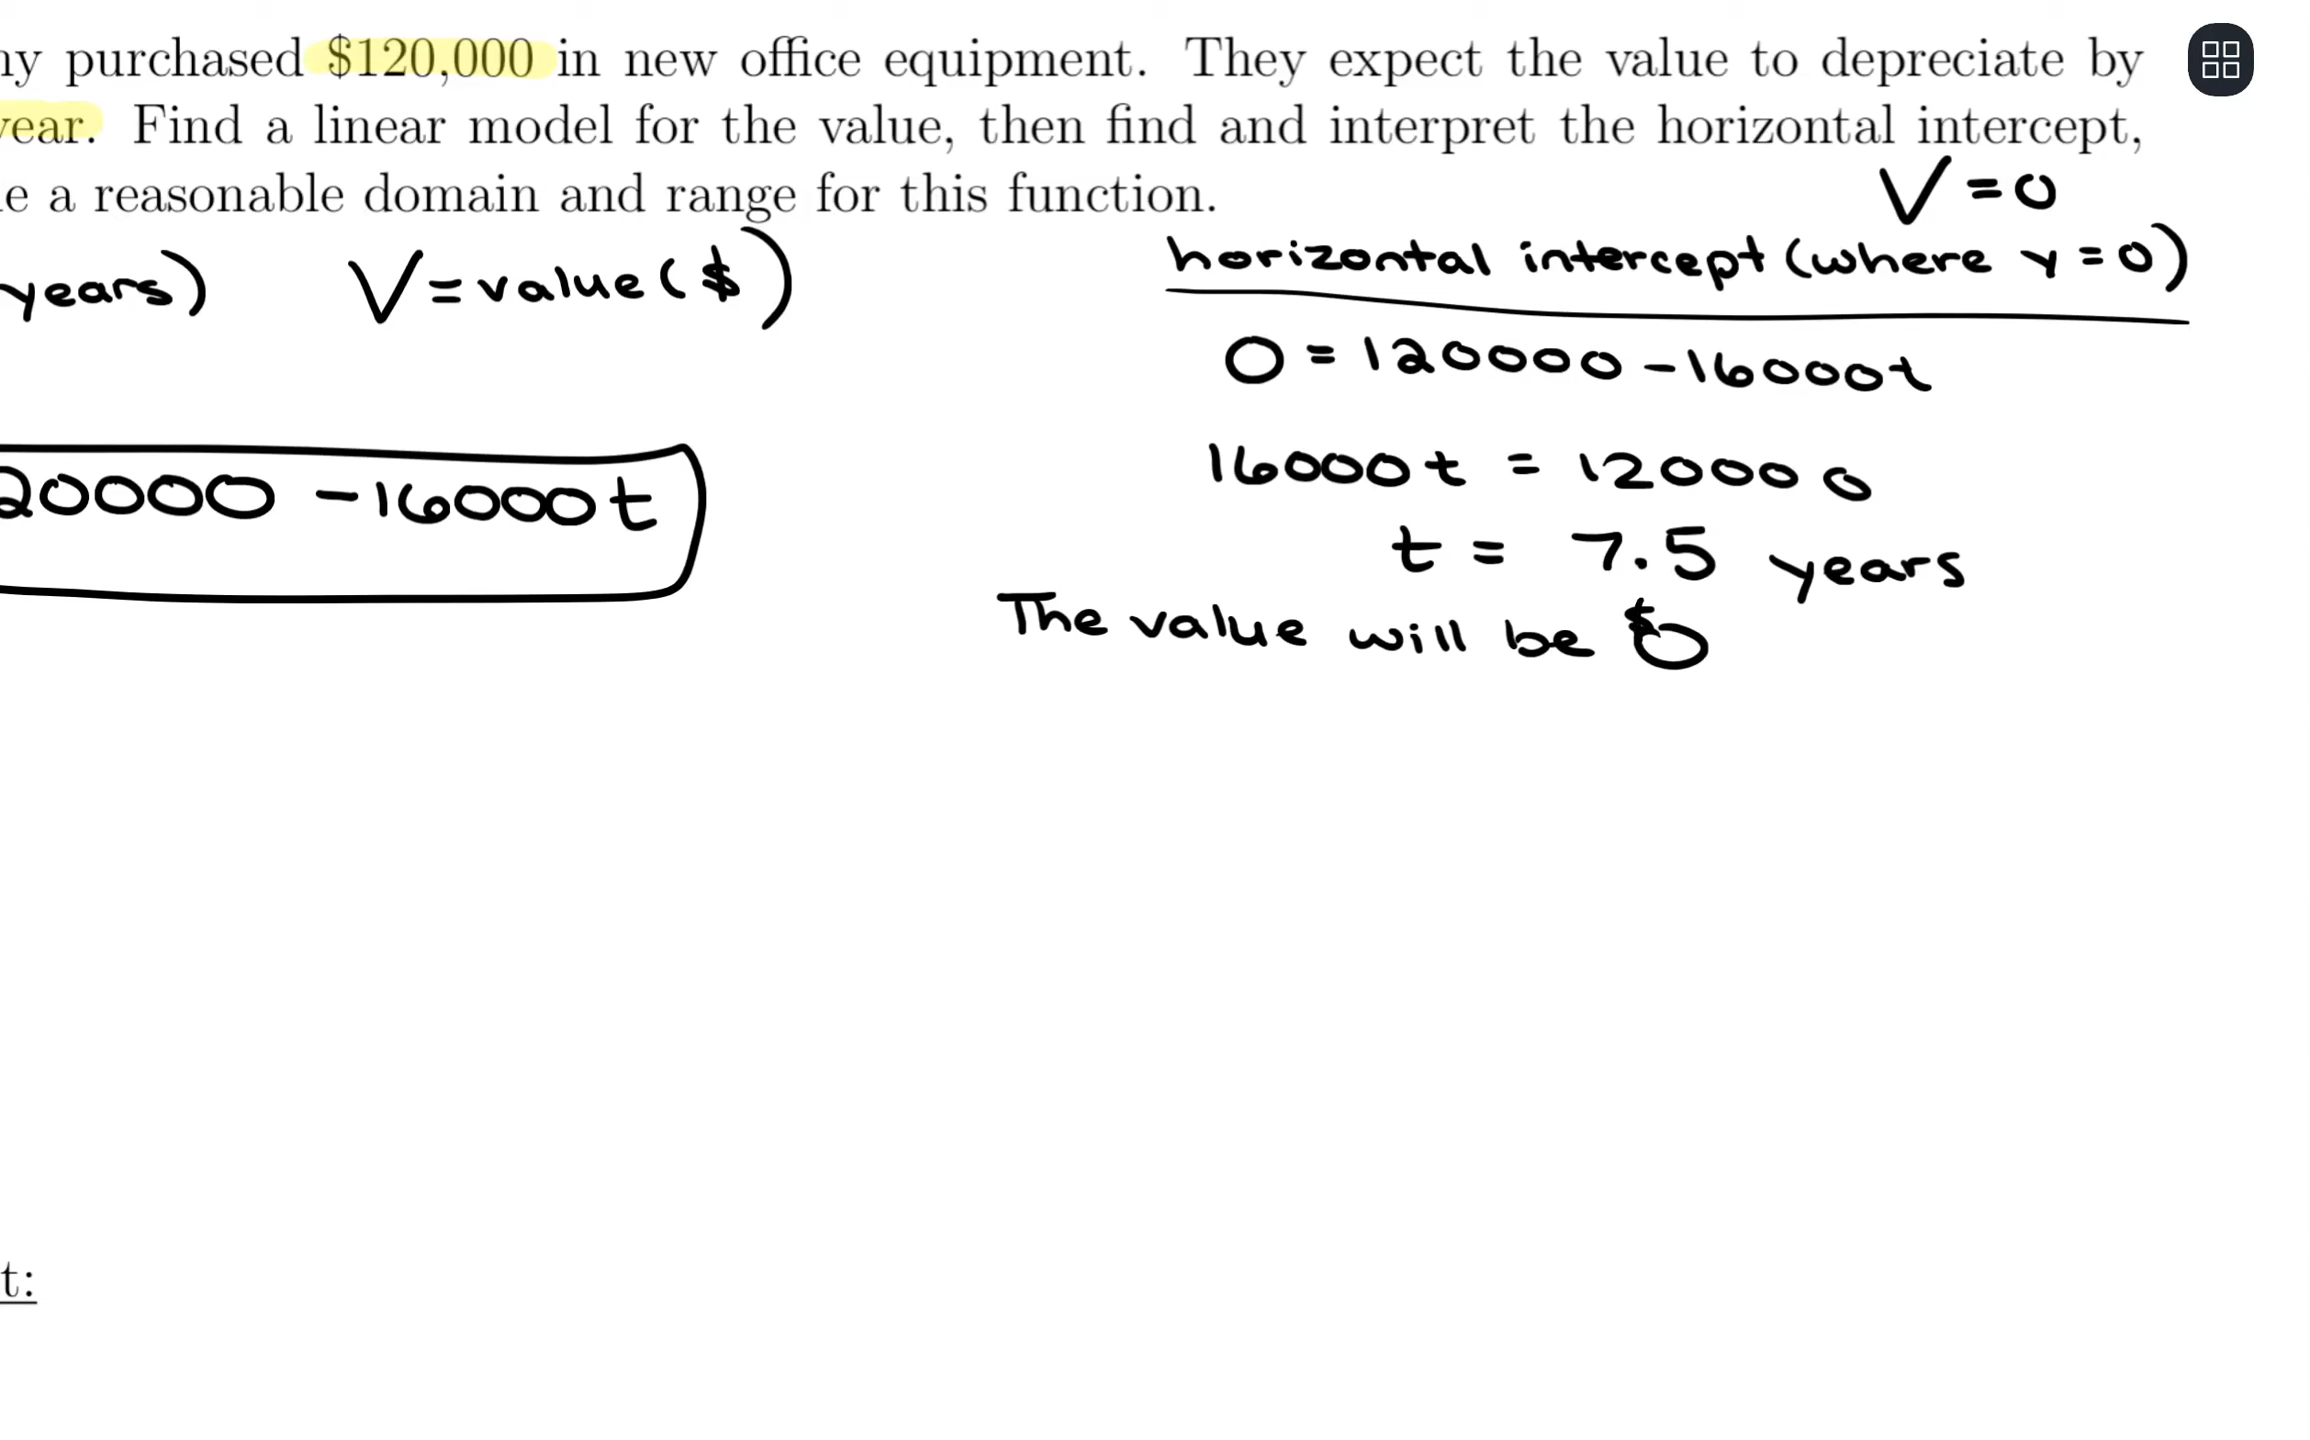 ny purchased $120,000 in new office equipment. They expect the value to depreciate by
year. Find a linear model for the value, then find and interpret the horizontal intercept,
e a reasonable domain and range for this function.
V=0
years) V=value($)
horizontal intercept (where y=0)
0=120000-16000t
16000t = 120000
20000 -16000t
t = 7.5 years
The value will be $0
t: